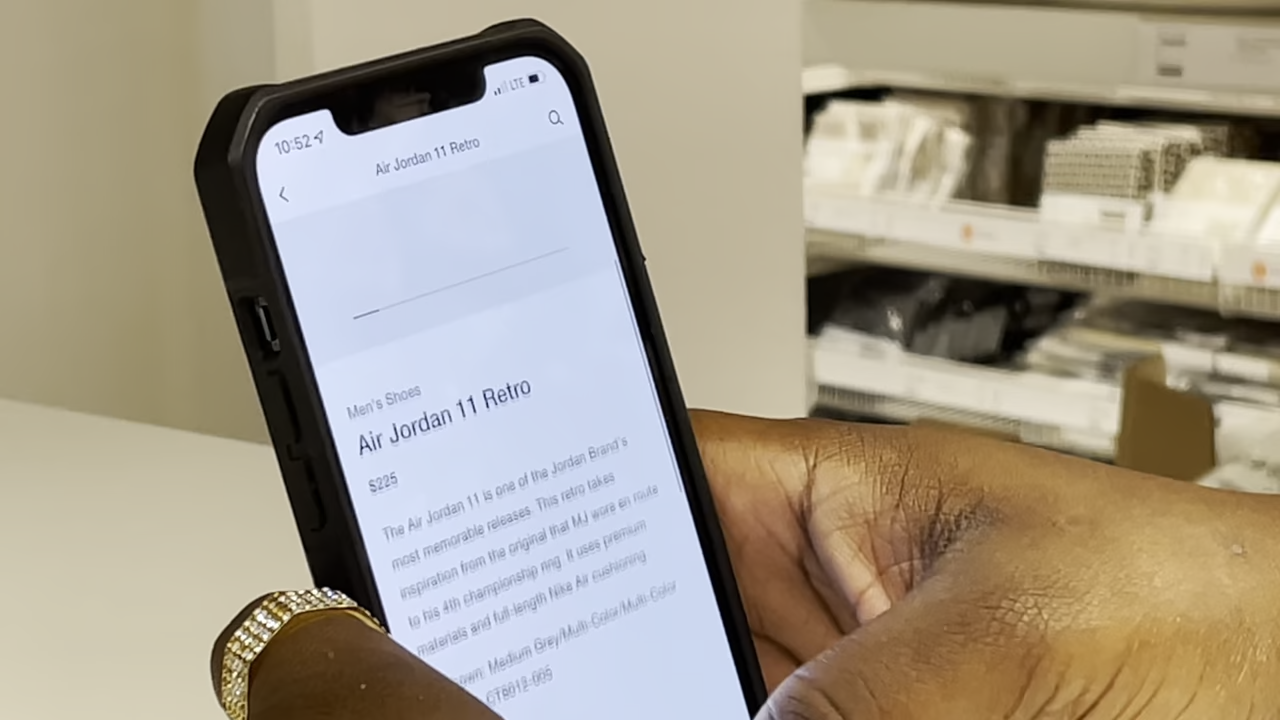 10:52
LTE
Air Jordan 11 Retro
Men's Shoes
Air Jordan 11 Retro
$225
The Air Jordan 11 is one of the Jordan Brand's
most memorable releases. This retro takes
inspiration from the original that MJ wore en route
to his 4th championship ring. It uses premium
materials and full-length Nike Air cushioning
Medium Grey/Multi-Color/Multi-Color
CT8012-005